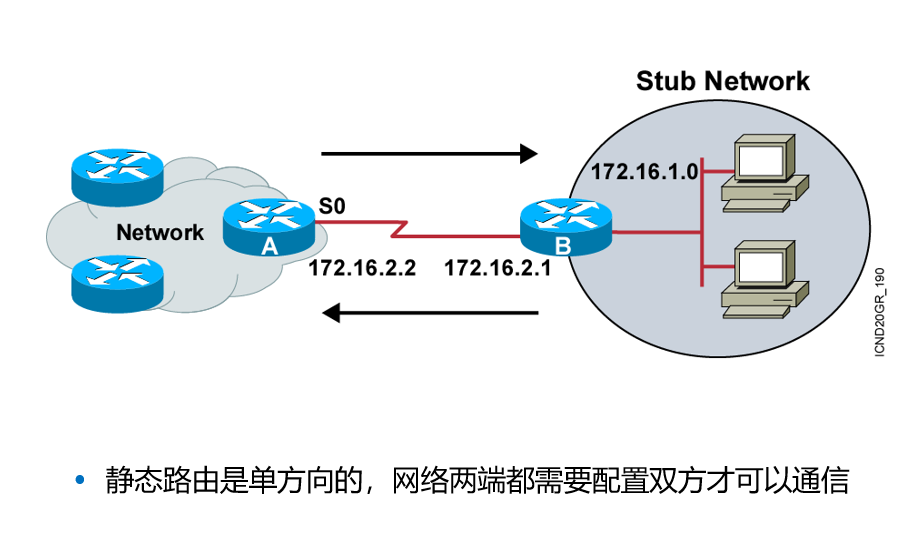 Stub Network
172.16.1.0
S0
Network
A
B
172.16.2.2
172.16.2.1
ICND20GR_190
• 静态路由是单方向的，网络两端都需要配置双方才可以通信